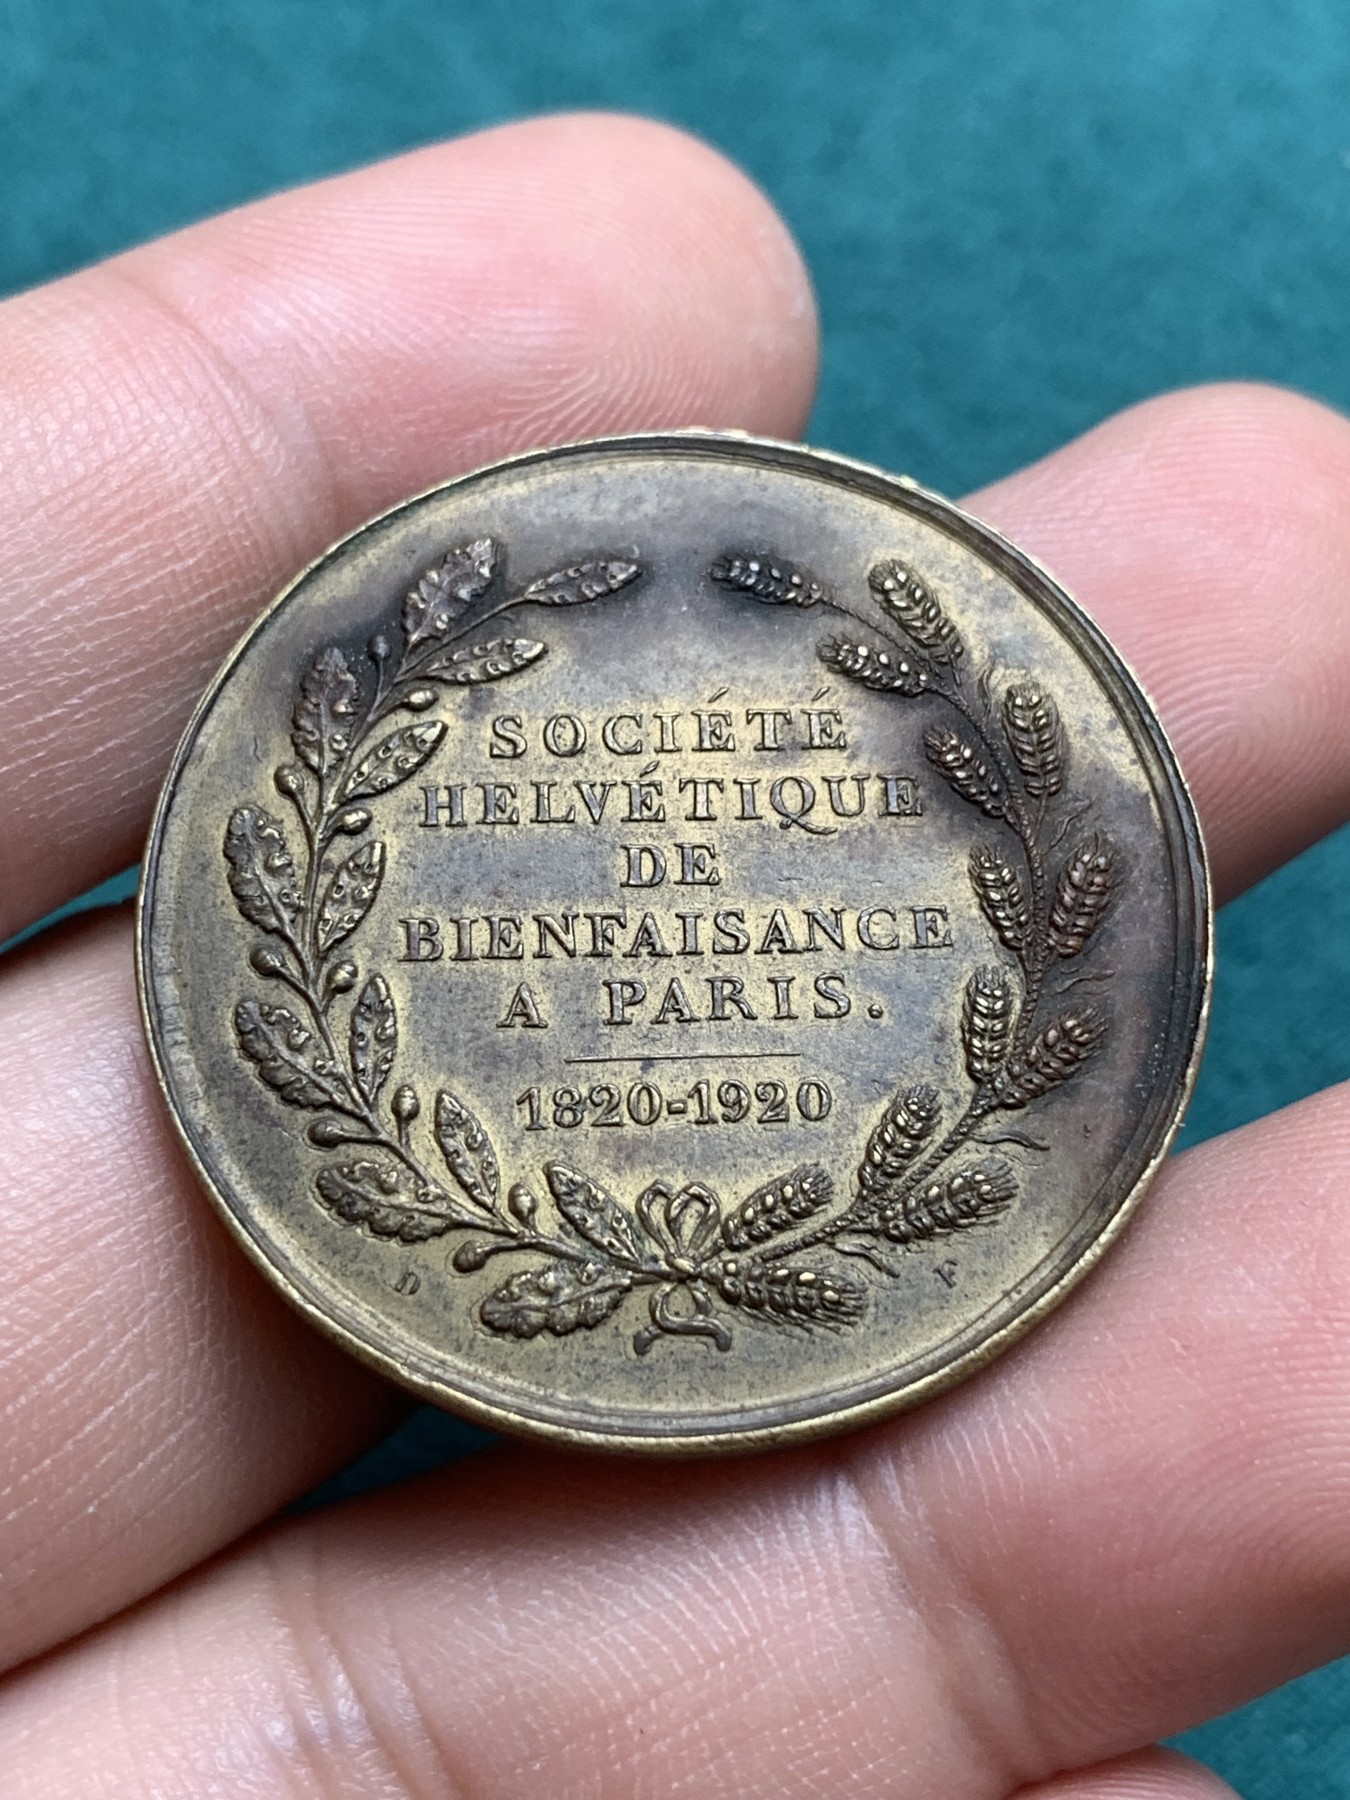 SOCIÉTÉ
HELVÉTIQUE
DE
BIENFAISANCE
A PARIS.
1820-1920
D F